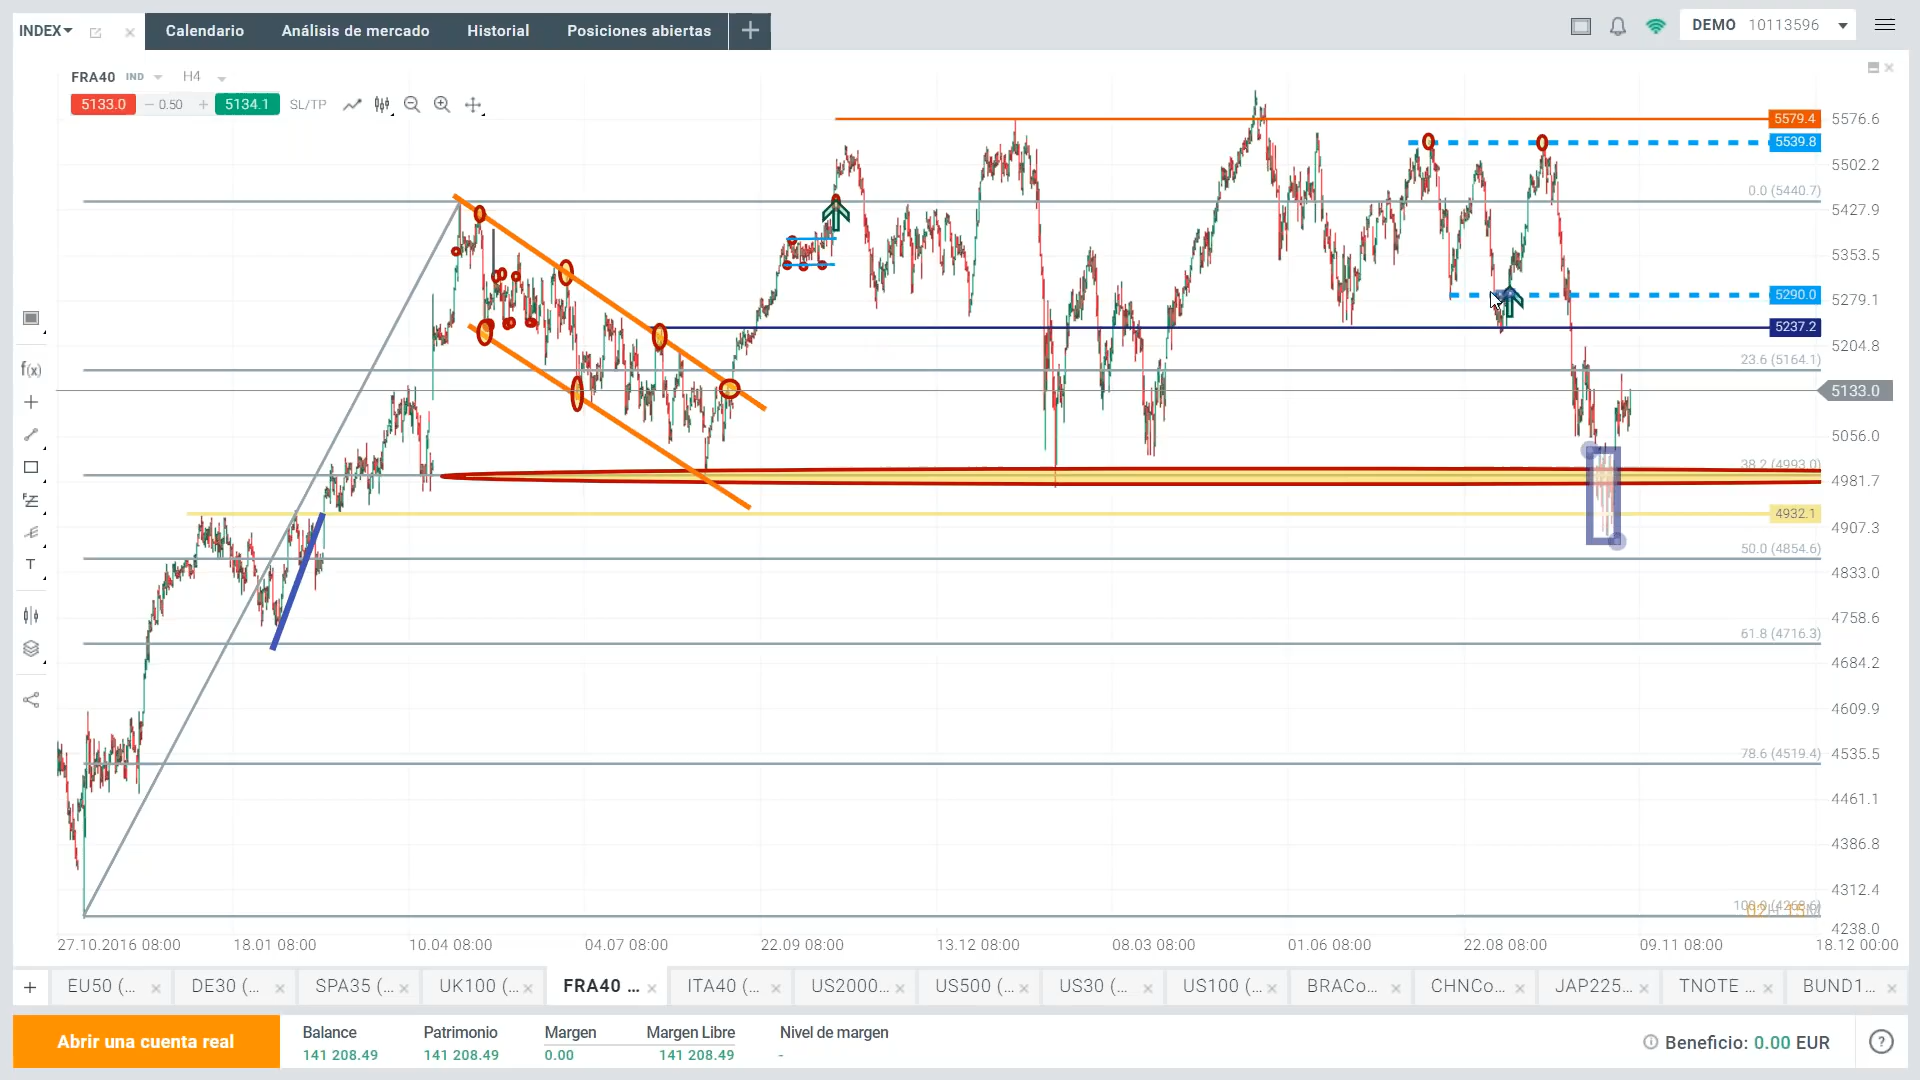 INDEX
Calendario
Análisis de mercado
Historial
Posiciones abiertas
DEMO 10113596
FRA40 IND H4
5133.0 0.50 5134.1 SL/TP
5579.4 5576.6
5539.8
5502.2
0.0 (5440.7)
5427.9
5353.5
5290.0 5279.1
5237.2
5204.8
23.6 (5164.1)
5133.0
5056.0
38.2 (4993.0)
4981.7
4932.1
4907.3
50.0 (4854.6)
4833.0
4758.6
61.8 (4716.3)
4684.2
4609.9
78.6 (4519.4) 4535.5
4461.1
4386.8
4312.4
4238.0
f(x)
T
27.10.2016 08:00 18.01 08:00 10.04 08:00 04.07 08:00 22.09 08:00 13.12 08:00 08.03 08:00 01.06 08:00 22.08 08:00 09.11 08:00 18.12 00:00
EU50 (... DE30 (... SPA35 (... UK100 (... FRA40 ... ITA40 (... US2000... US500 (... US30 (... US100 (... BRACo... CHNCo... JAP225... TNOTE ... BUND1...
Abrir una cuenta real
Balance Patrimonio Margen Margen Libre Nivel de margen
141 208.49 141 208.49 0.00 141 208.49 -
Beneficio: 0.00 EUR
?